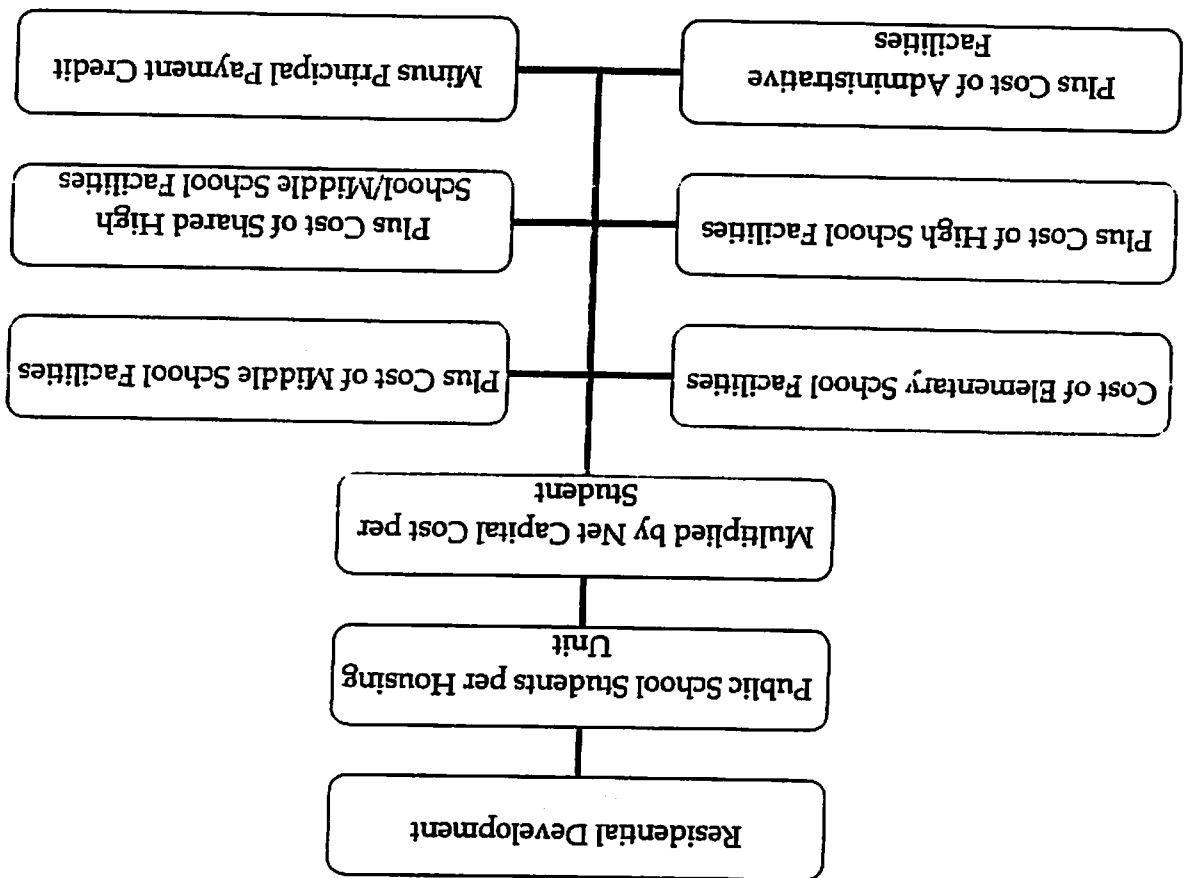 Residential Development
Public School Students per Housing
Unit
Multiplied by Net Capital Cost per
Student
Cost of Elementary School Facilities
Plus Cost of Middle School Facilities
Plus Cost of High School Facilities
Plus Cost of Shared High
School/Middle School Facilities
Plus Cost of Administrative
Facilities
Minus Principal Payment Credit